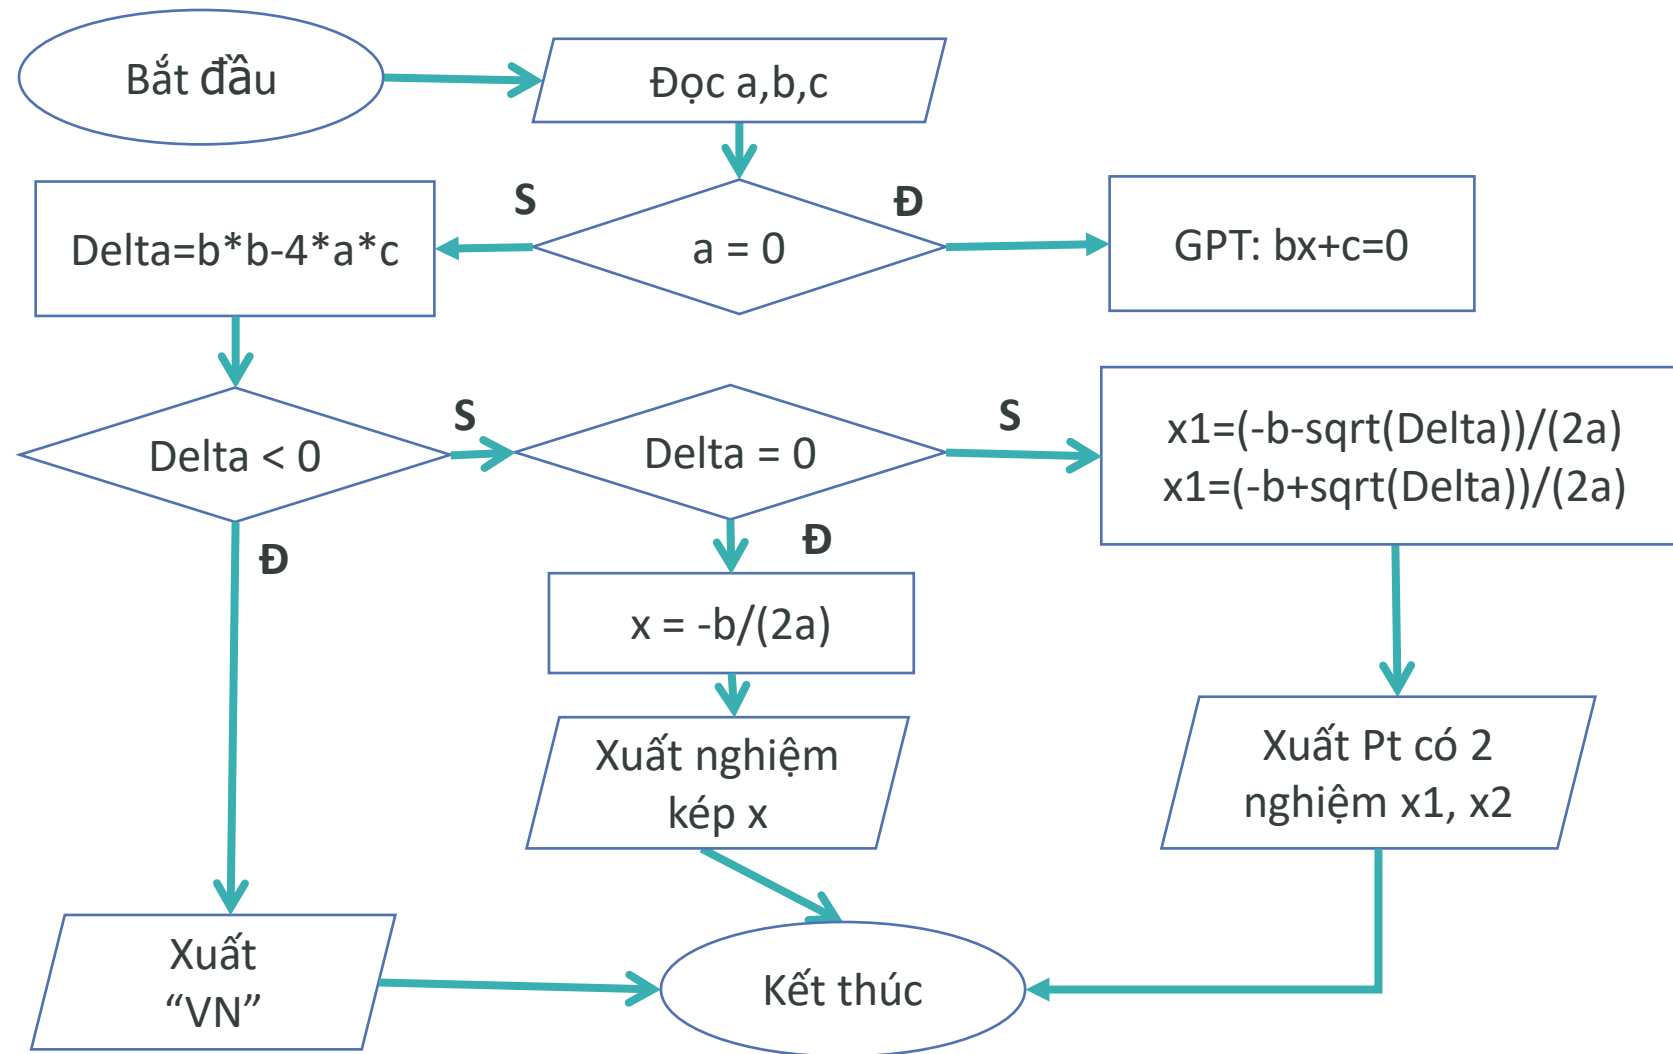 Bắt đầu
Đọc a,b,c
S
Đ
Delta=b*b-4*a*c
a = 0
GPT: bx+c=0
S
S
Delta < 0
Delta = 0
x1=(-b-sqrt(Delta))/(2a)
x1=(-b+sqrt(Delta))/(2a)
Đ
Đ
x = -b/(2a)
Xuất nghiệm
kép x
Xuất Pt có 2
nghiệm x1, x2
Xuất
“VN”
Kết thúc